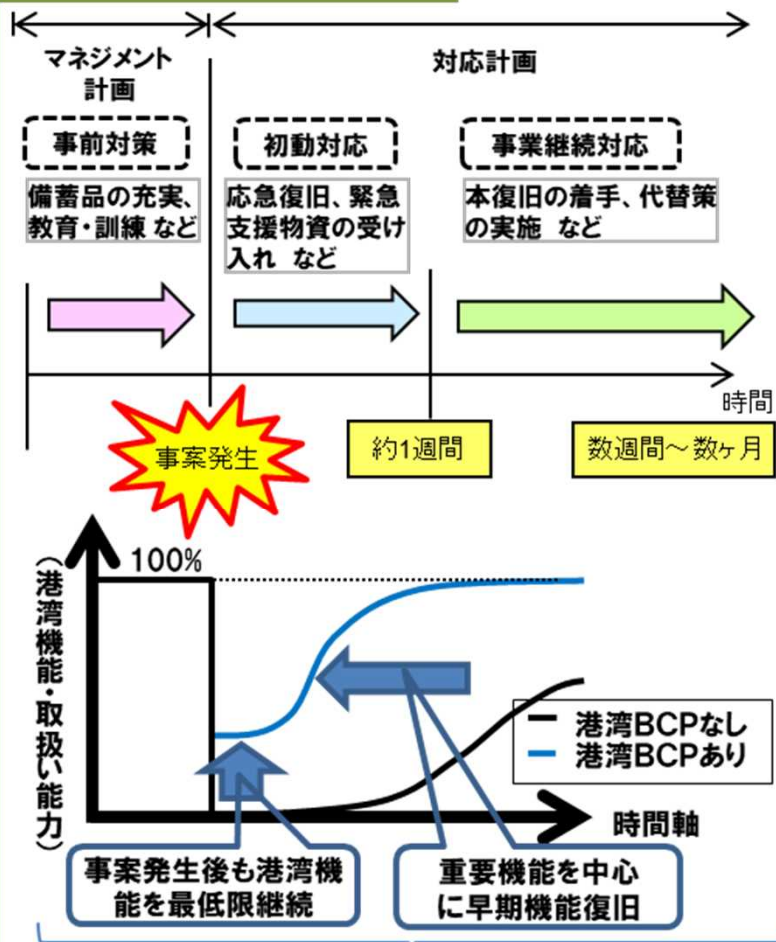 マネジメント
計画
対応計画
事前対策
初動対応
事業継続対応
備蓄品の充実、
教育・訓練 など
応急復旧、緊急
支援物資の受け
入れ など
本復旧の着手、代替策
の実施 など
時間
事案発生
約1週間
数週間～数ヶ月
100%
（港湾機能・取扱い能力）
港湾BCPなし
港湾BCPあり
時間軸
事案発生後も港湾機
能を最低限継続
重要機能を中心
に早期機能復旧